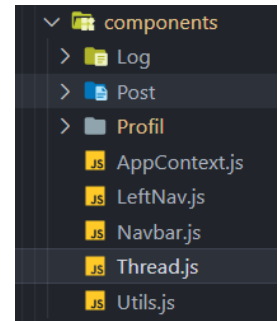 components
Log
Post
Profil
JS AppContext.js
JS LeftNav.js
JS Navbar.js
JS Thread.js
JS Utils.js